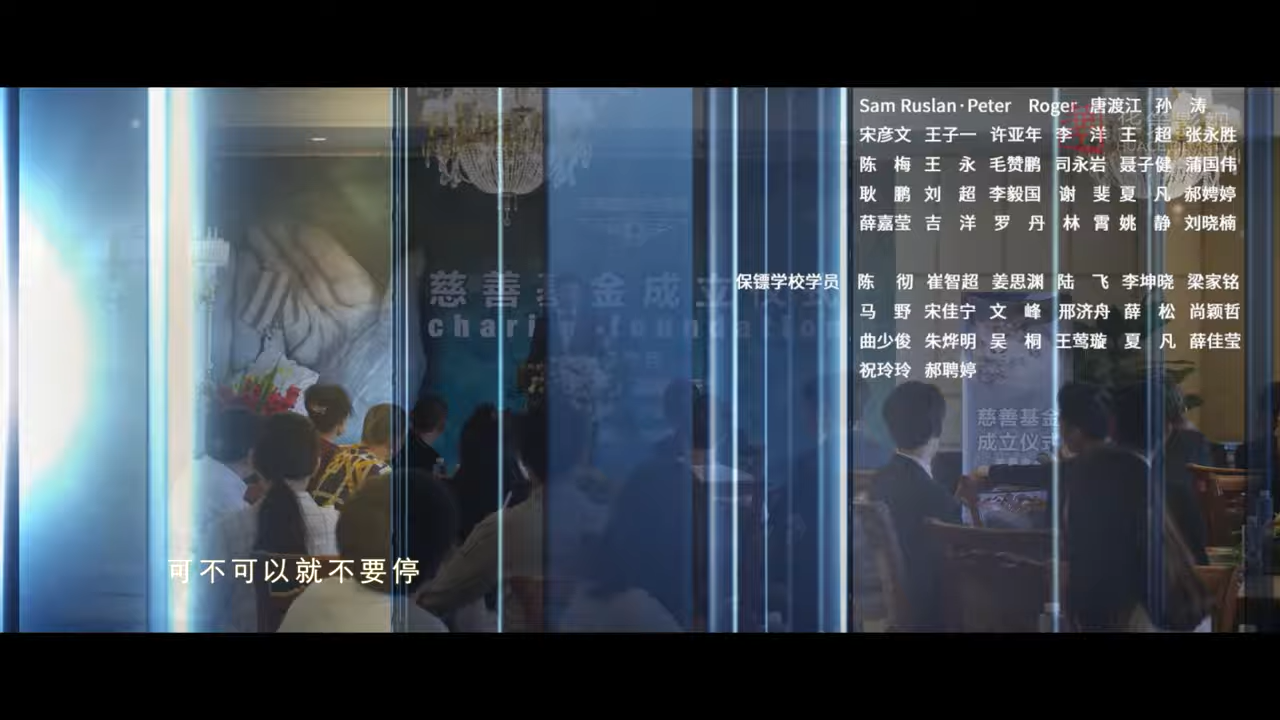 Sam Ruslan·Peter Roger 唐渡江 孙 涛
宋彦文 王子一 许亚年 李 洋 王 超 张永胜
陈 梅 王 永 毛赞鹏 司永岩 聂子健 蒲国伟
耿 鹏 刘 超 李毅国 谢 斐 夏 凡 郝娉婷
薛嘉莹 吉 洋 罗 丹 林 霄 姚 静 刘晓楠
慈善基金成立仪式
charity foundation
保镖学校学员 陈 彻 崔智超 姜思渊 陆 飞 李坤晓 梁家铭
马 野 宋佳宁 文 峰 邢济舟 薛 松 尚颖哲
曲少俊 朱烨明 吴 桐 王莺璇 夏 凡 薛佳莹
祝玲玲 郝聘婷
慈善基金
成立仪式
可不可以就不要停